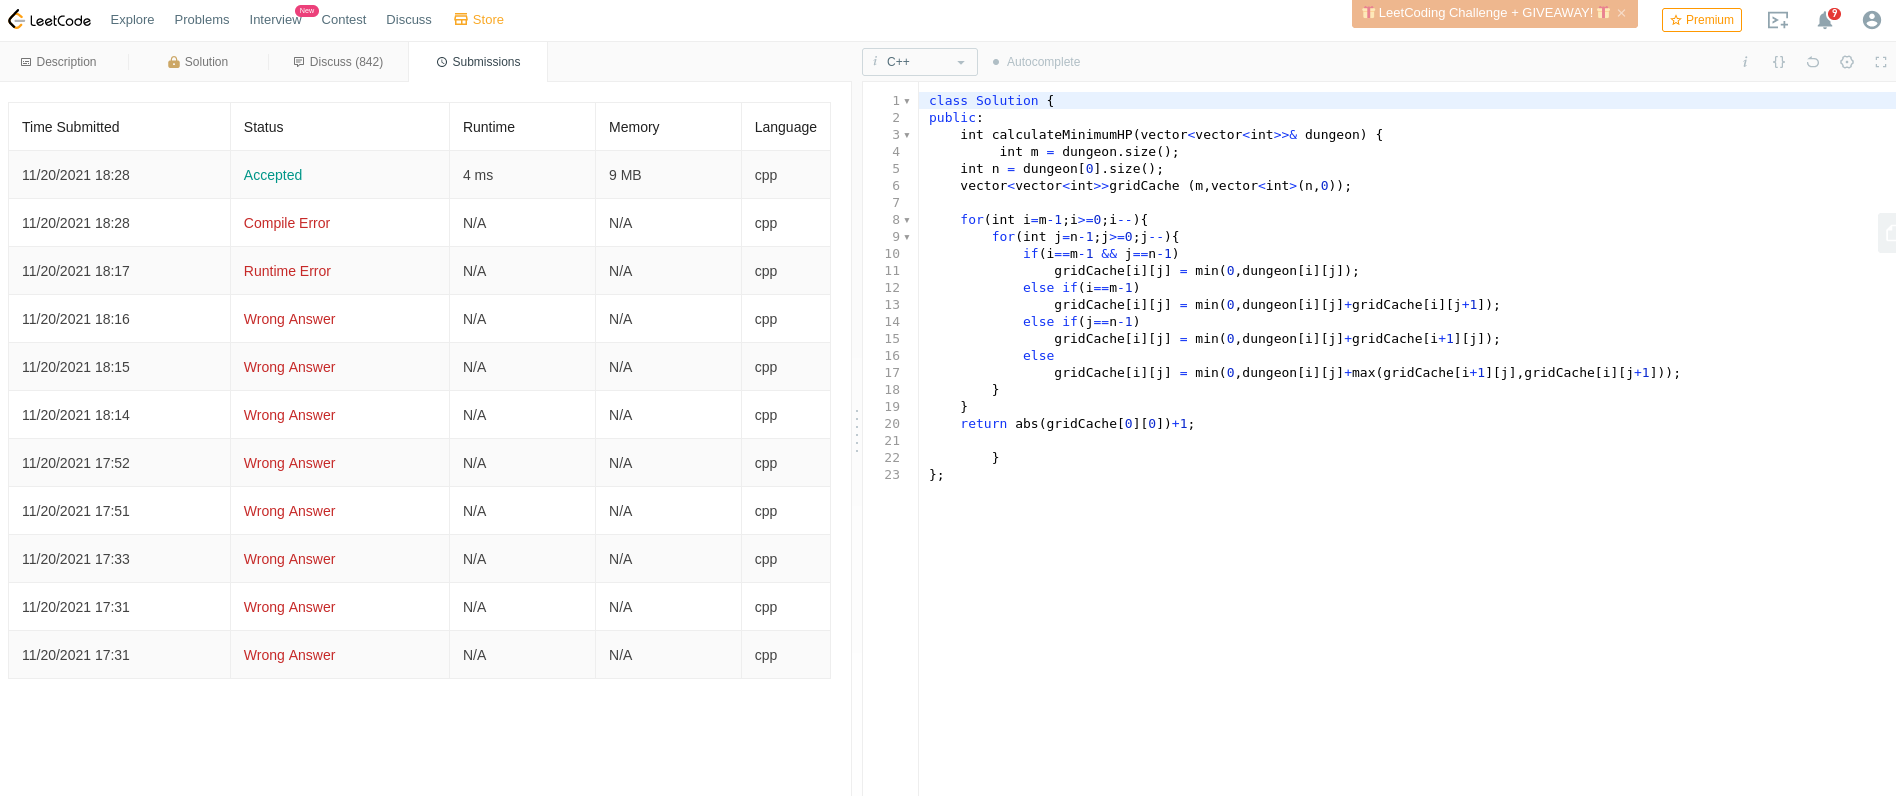 LeetCode Explore Problems Interview New Contest Discuss Store LeetCoding Challenge + GIVEAWAY! × Premium 9
Description Solution Discuss (842) Submissions
i C++ Autocomplete i {}
Time Submitted Status Runtime Memory Language
11/20/2021 18:28 Accepted 4 ms 9 MB cpp
11/20/2021 18:28 Compile Error N/A N/A cpp
11/20/2021 18:17 Runtime Error N/A N/A cpp
11/20/2021 18:16 Wrong Answer N/A N/A cpp
11/20/2021 18:15 Wrong Answer N/A N/A cpp
11/20/2021 18:14 Wrong Answer N/A N/A cpp
11/20/2021 17:52 Wrong Answer N/A N/A cpp
11/20/2021 17:51 Wrong Answer N/A N/A cpp
11/20/2021 17:33 Wrong Answer N/A N/A cpp
11/20/2021 17:31 Wrong Answer N/A N/A cpp
11/20/2021 17:31 Wrong Answer N/A N/A cpp
1 class Solution {
2 public:
3     int calculateMinimumHP(vector<vector<int>>& dungeon) {
4          int m = dungeon.size();
5     int n = dungeon[0].size();
6     vector<vector<int>>gridCache (m,vector<int>(n,0));
7
8     for(int i=m-1;i>=0;i--){
9         for(int j=n-1;j>=0;j--){
10             if(i==m-1 && j==n-1)
11                 gridCache[i][j] = min(0,dungeon[i][j]);
12             else if(i==m-1)
13                 gridCache[i][j] = min(0,dungeon[i][j]+gridCache[i][j+1]);
14             else if(j==n-1)
15                 gridCache[i][j] = min(0,dungeon[i][j]+gridCache[i+1][j]);
16             else
17                 gridCache[i][j] = min(0,dungeon[i][j]+max(gridCache[i+1][j],gridCache[i][j+1]));
18         }
19     }
20     return abs(gridCache[0][0])+1;
21
22         }
23 };